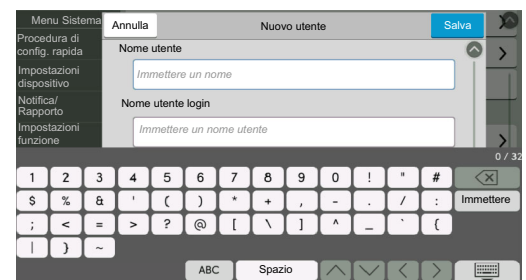 Menu Sistema
Annulla
Nuovo utente
Salva
Procedura di
config. rapida
Impostazioni
dispositivo
Notifica/
Rapporto
Impostazioni
funzione
Nome utente
Immettere un nome
Nome utente login
Immettere un nome utente
0 / 32
1 2 3 4 5 6 7 8 9 0 ! " #
$ % & ' ( ) * + , - . / : Immettere
; < = > ? @ [ \ ] ^ _ ` {
| } ~
ABC Spazio